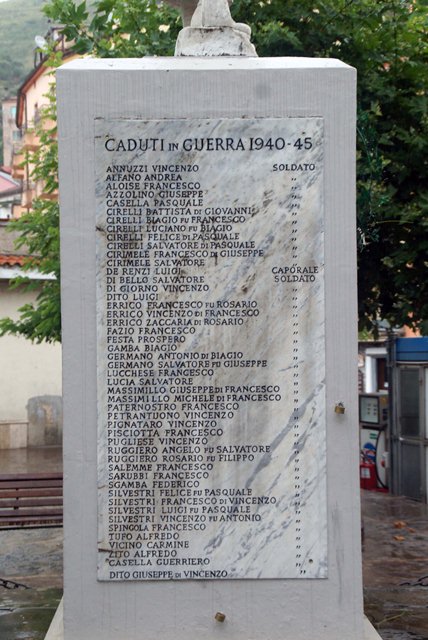 CADUTI IN GUERRA 1940-45
ANNUZZI VINCENZO SOLDATO
ALFANO ANDREA "
ALOISE FRANCESCO "
AZZOLINO GIUSEPPE "
CASELLA PASQUALE "
CIRELLI BATTISTA DI GIOVANNI "
CIRELLI BIAGIO FU FRANCESCO "
CIRELLI LUCIANO FU BIAGIO "
CIRELLI FELICE DI PASQUALE "
CIRELLI SALVATORE DI PASQUALE "
CIRIMELE FRANCESCO DI GIUSEPPE "
CIRIMELE SALVATORE "
DE RENZI LUIGI CAPORALE
DI BELLO SALVATORE SOLDATO
DI GIORNO VINCENZO "
DITO LUIGI "
ERRICO FRANCESCO FU ROSARIO "
ERRICO VINCENZO DI FRANCESCO "
ERRICO ZACCARIA DI ROSARIO "
FAZIO FRANCESCO "
FESTA PROSPERO "
GAMBA BIAGIO "
GERMANO ANTONIO DI BIAGIO "
GERMANO SALVATORE FU GIUSEPPE "
LUCCHESE FRANCESCO "
LUCIA SALVATORE "
MASSIMILLO GIUSEPPE DI FRANCESCO "
MASSIMILLO MICHELE DI FRANCESCO "
PATERNOSTRO FRANCESCO "
PETRANTUONO VINCENZO "
PIGNATARO VINCENZO "
PISCIOTTA FRANCESCO "
PUGLIESE VINCENZO "
RUGGIERO ANGELO FU SALVATORE "
RUGGIERO ROSARIO FU FILIPPO "
SALEMME FRANCESCO "
SARUBBI FRANCESCO "
SGAMBA FEDERICO "
SILVESTRI FELICE FU PASQUALE "
SILVESTRI FRANCESCO DI VINCENZO "
SILVESTRI LUIGI FU PASQUALE "
SILVESTRI VINCENZO FU ANTONIO "
SPINGOLA FRANCESCO "
TUFO ALFREDO "
VICINO CARMINE "
ZITO ALFREDO "
CASELLA GUERRIERO "
DITO GIUSEPPE DI VINCENZO "